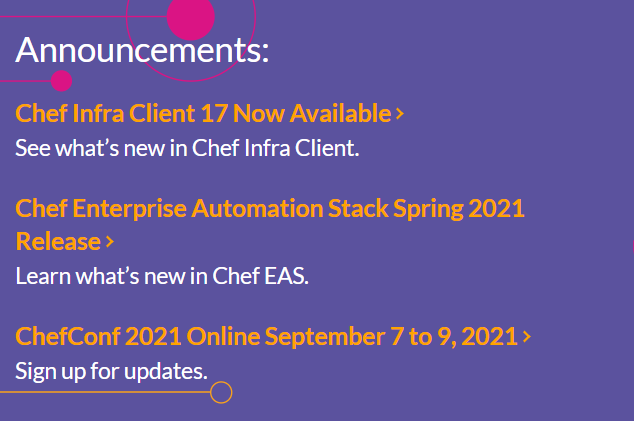 Announcements:
Chef Infra Client 17 Now Available >
See what's new in Chef Infra Client.
Chef Enterprise Automation Stack Spring 2021
Release >
Learn what's new in Chef EAS.
ChefConf 2021 Online September 7 to 9, 2021 >
Sign up for updates.